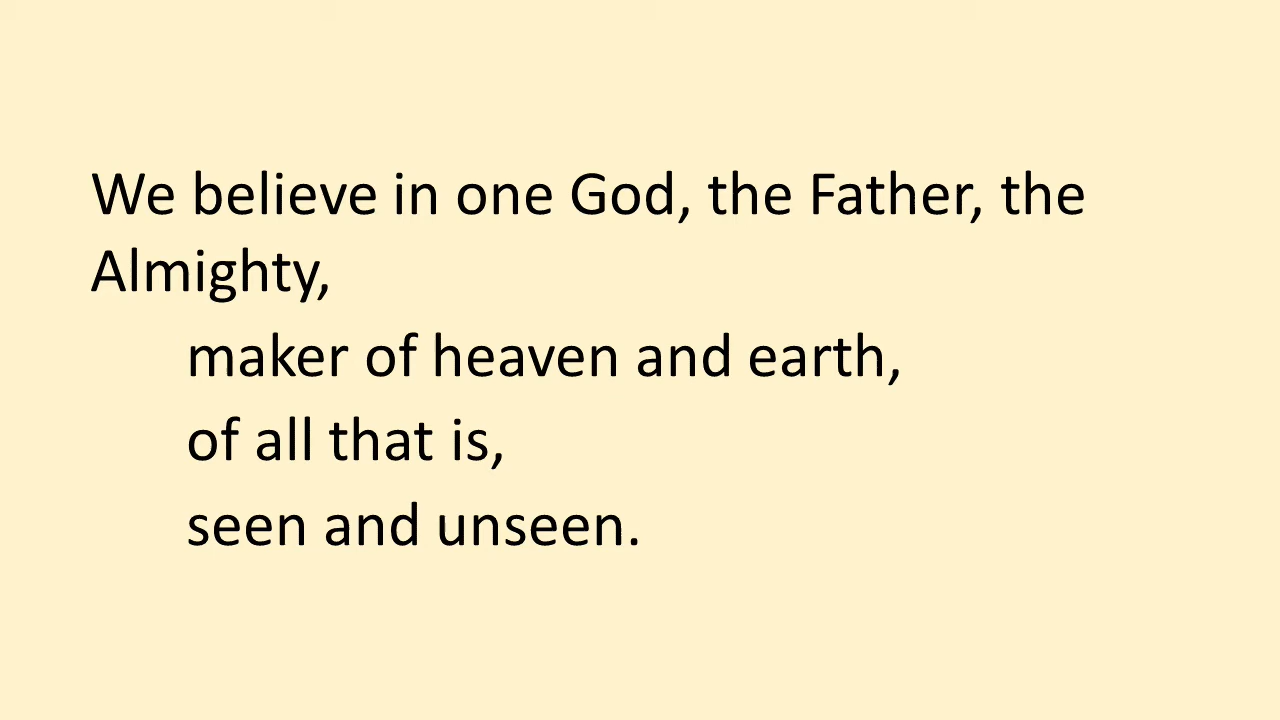 We believe in one God, the Father, the
Almighty,
maker of heaven and earth,
of all that is,
seen and unseen.